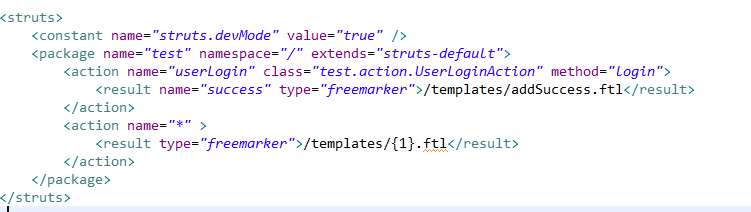 <struts>
    <constant name="struts.devMode" value="true" />
    <package name="test" namespace="/" extends="struts-default">
        <action name="userLogin" class="test.action.UserLoginAction" method="login">
            <result name="success" type="freemarker">/templates/addSuccess.ftl</result>
        </action>
        <action name="*" >
            <result type="freemarker">/templates/{1}.ftl</result>
        </action>
    </package>
</struts>